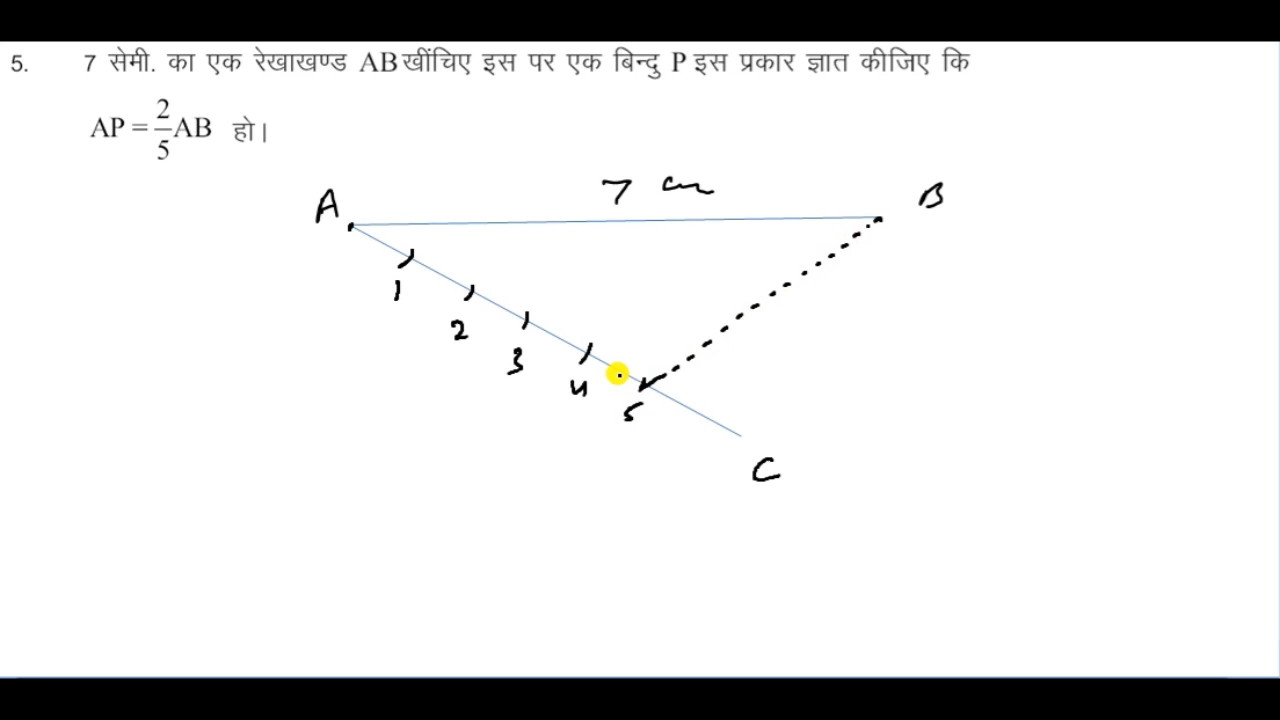 5. 7 सेमी. का एक रेखाखण्ड AB खींचिए इस पर एक बिन्दु P इस प्रकार ज्ञात कीजिए कि
AP = 2/5 AB हो।
A 7 cm B
1
2
3
4
5
C